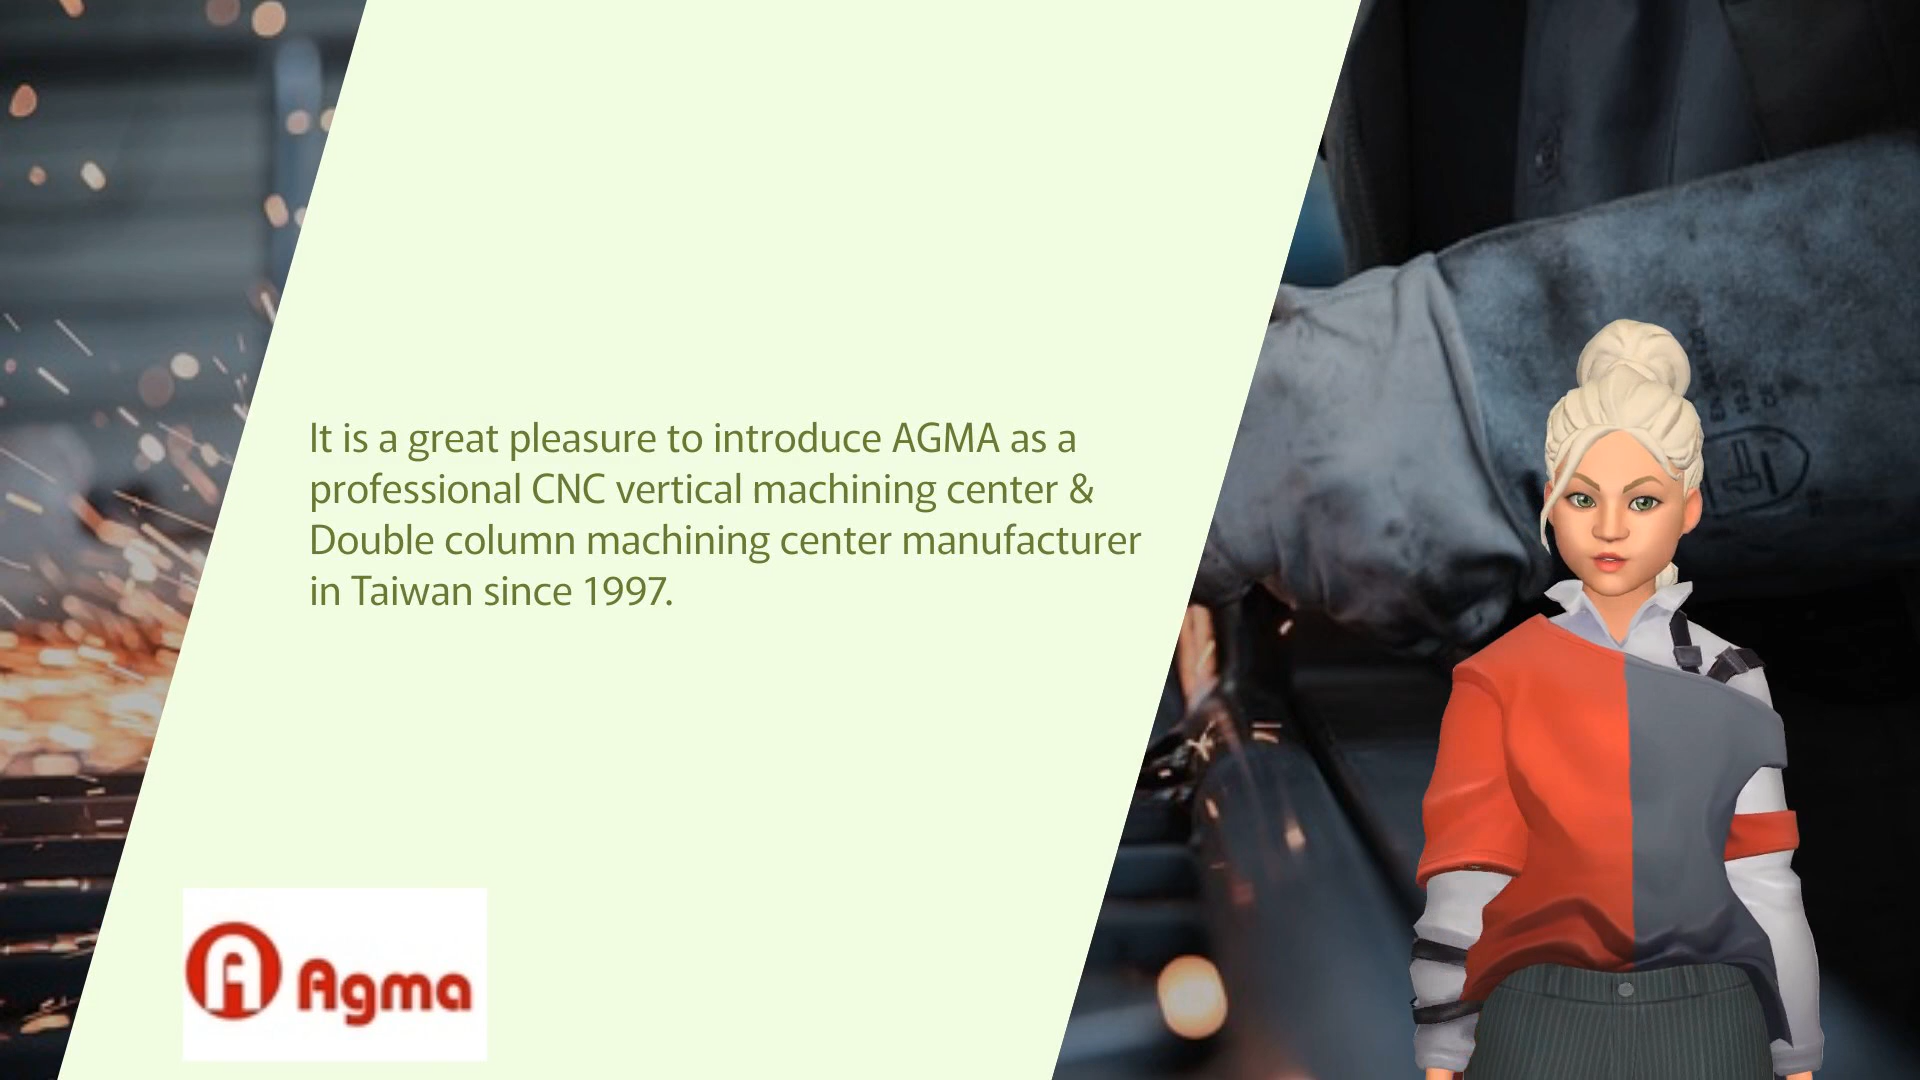 It is a great pleasure to introduce AGMA as a
professional CNC vertical machining center &
Double column machining center manufacturer
in Taiwan since 1997.
Agma